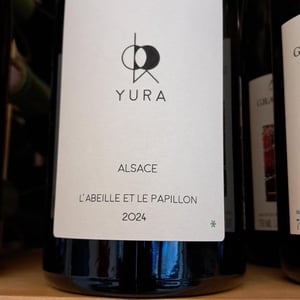 YURA
ALSACE
L'ABEILLE ET LE PAPILLON
2024
*